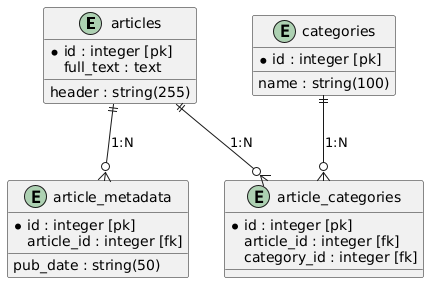 E articles
* id : integer [pk]
full_text : text
header : string(255)
E categories
* id : integer [pk]
name : string(100)
1:N
1:N
1:N
E article_metadata
* id : integer [pk]
article_id : integer [fk]
pub_date : string(50)
E article_categories
* id : integer [pk]
article_id : integer [fk]
category_id : integer [fk]